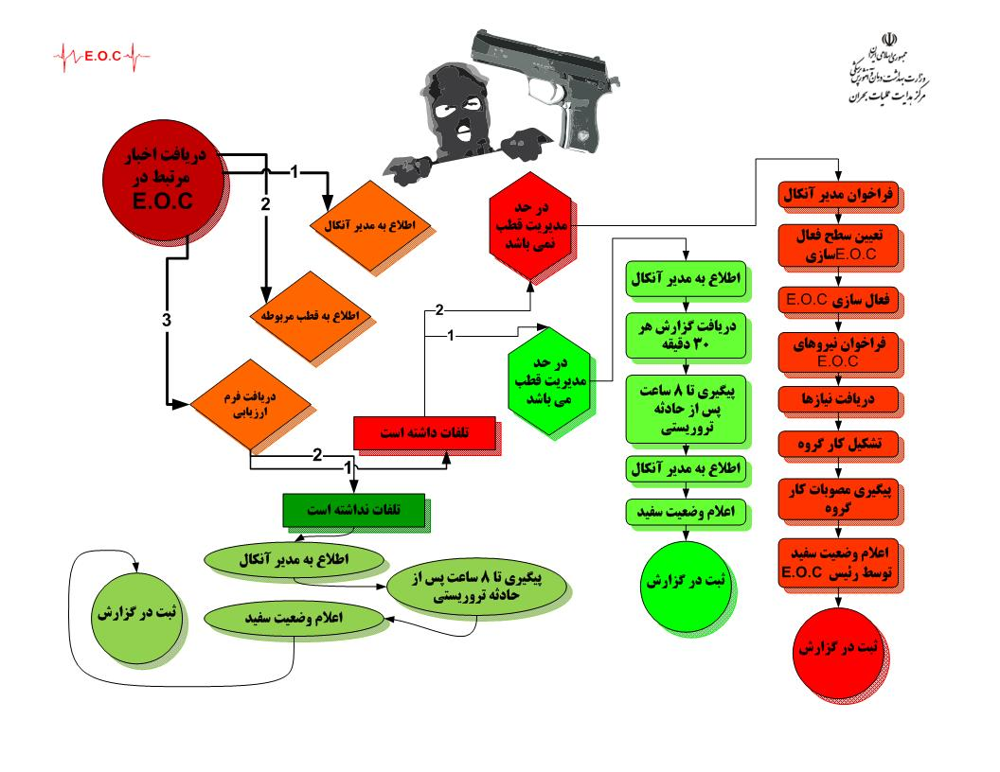 E.O.C
جمهوری اسلامی ایران
وزارت بهداشت درمان و آموزش پزشکی
مرکز هدایت عملیات بحران
دریافت اخبار
مرتبط در
E.O.C
1
2
3
اطلاع به مدیر آنکال
اطلاع به قطب مربوطه
دریافت فرم
ارزیابی
2
1
تلفات داشته است
تلفات نداشته است
اطلاع به مدیر آنکال
پیگیری تا ۸ ساعت پس از
حادثه تروریستی
اعلام وضعیت سفید
ثبت در گزارش
2
1
در حد
مدیریت قطب
نمی باشد
در حد
مدیریت قطب
می باشد
اطلاع به مدیر آنکال
دریافت گزارش هر
۳۰ دقیقه
پیگیری تا ۸ ساعت
پس از حادثه
تروریستی
اطلاع به مدیر آنکال
اعلام وضعیت سفید
ثبت در گزارش
فراخوان مدیر آنکال
تعیین سطح فعال
سازیE.O.C
فعال سازی E.O.C
فراخوان نیروهای
E.O.C
دریافت نیازها
تشکیل کار گروه
پیگیری مصوبات کار
گروه
اعلام وضعیت سفید
توسط رئیس E.O.C
ثبت در گزارش